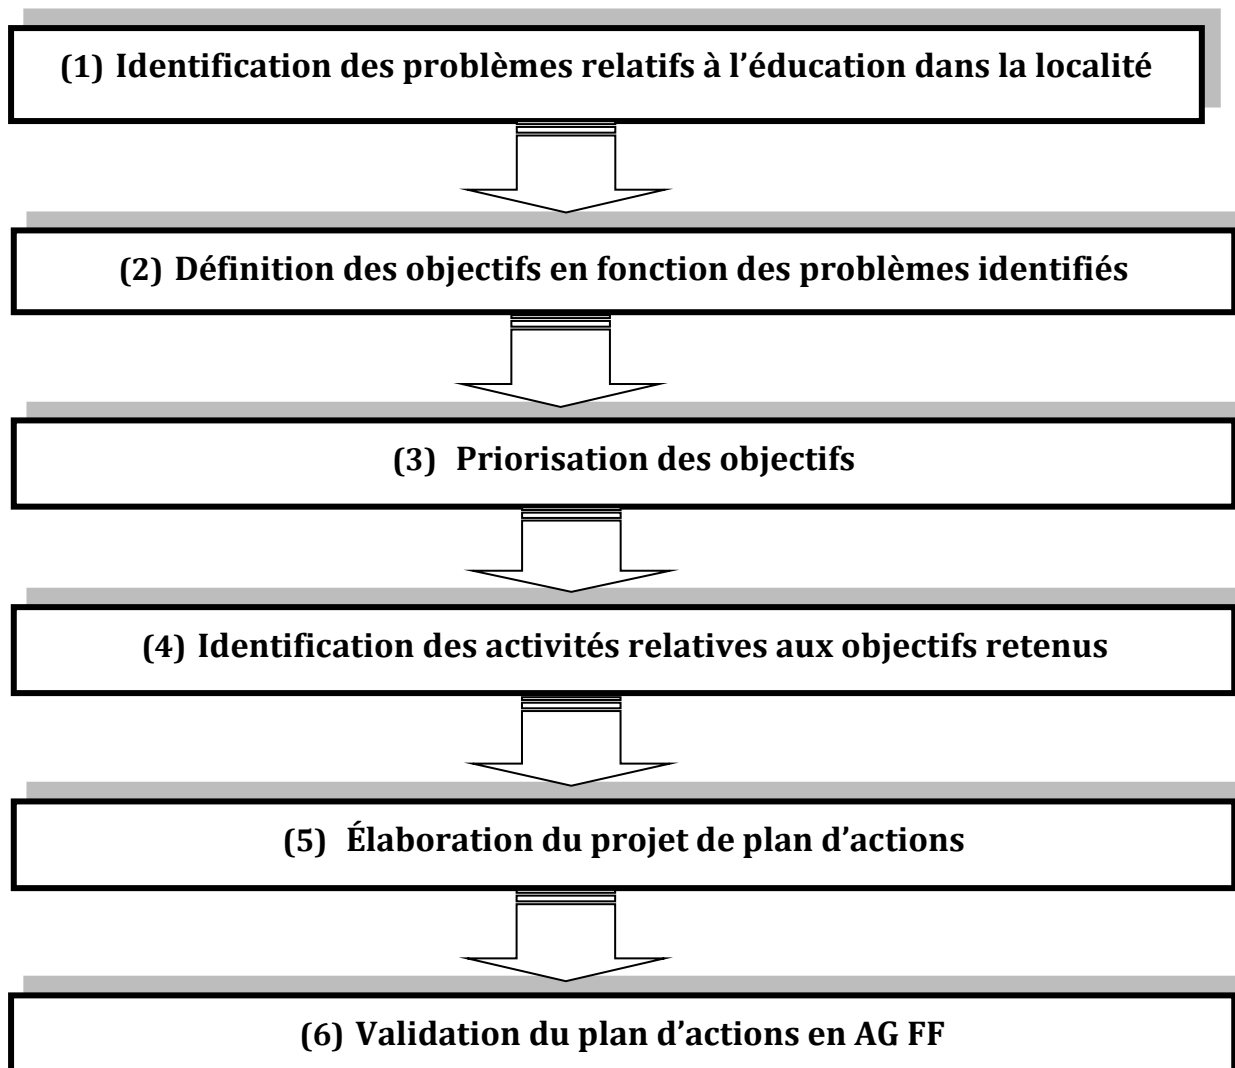 (1) Identification des problèmes relatifs à l’éducation dans la localité
(2) Définition des objectifs en fonction des problèmes identifiés
(3) Priorisation des objectifs
(4) Identification des activités relatives aux objectifs retenus
(5) Élaboration du projet de plan d’actions
(6) Validation du plan d’actions en AG FF